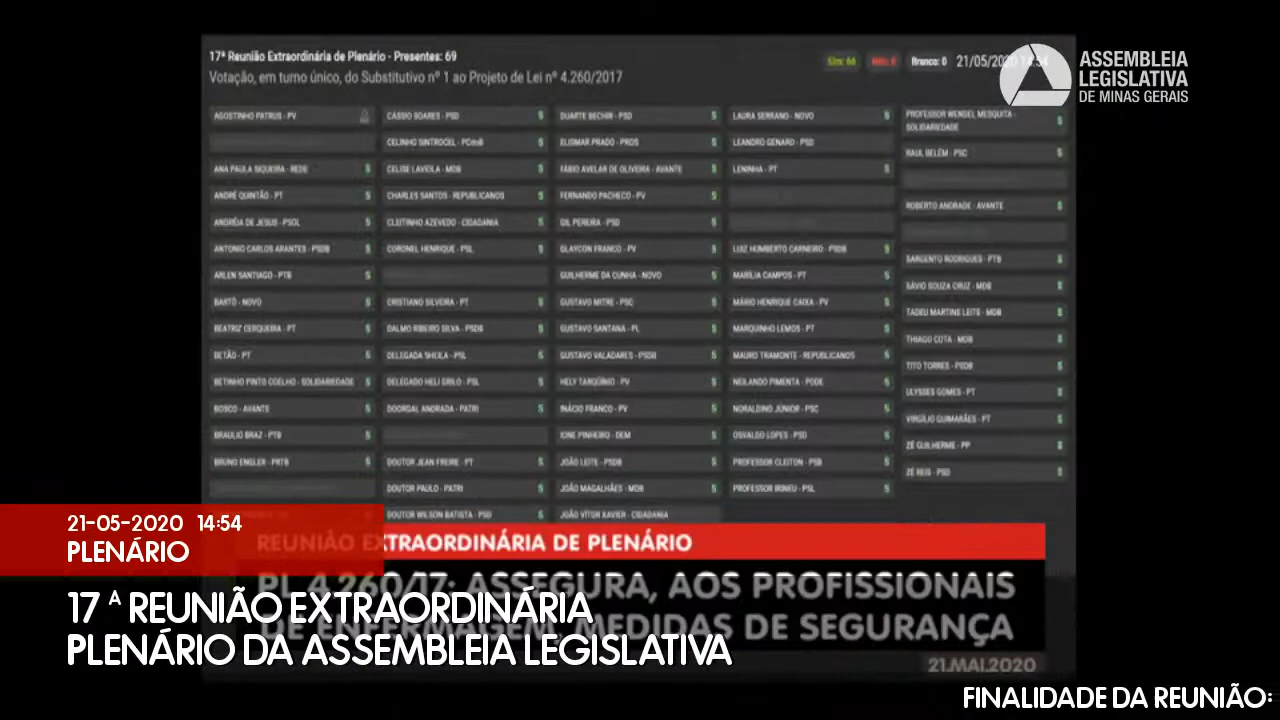 17ª Reunião Extraordinária de Plenário - Presentes: 69
Votação, em turno único, do Substitutivo nº 1 ao Projeto de Lei nº 4.260/2017
Sim: 66
Branco: 0
21/05/2020 14:54
ASSEMBLEIA
LEGISLATIVA
DE MINAS GERAIS
AGOSTINHO PATRUS - PV
ANA PAULA SIQUEIRA - REDE S
ANDRÉ QUINTÃO - PT S
ANDRÉIA DE JESUS - PSOL S
ANTONIO CARLOS ARANTES - PSDB S
ARLEN SANTIAGO - PTB S
BARTÔ - NOVO S
BEATRIZ CERQUEIRA - PT S
BETÃO - PT S
BETINHO PINTO COELHO - SOLIDARIEDADE S
BOSCO - AVANTE S
BRAULIO BRAZ - PTB S
BRUNO ENGLER - PRTB S
CÁSSIO SOARES - PSD S
CELINHO SINTROCEL - PCdoB S
CELISE LAVIOLA - MDB S
CHARLES SANTOS - REPUBLICANOS S
CLEITINHO AZEVEDO - CIDADANIA S
CORONEL HENRIQUE - PSL S
CRISTIANO SILVEIRA - PT S
DALMO RIBEIRO SILVA - PSDB S
DELEGADA SHEILA - PSL S
DELEGADO HELI GRILO - PSL S
DOORGAL ANDRADA - PATRI S
DOUTOR JEAN FREIRE - PT S
DOUTOR PAULO - PATRI S
DOUTOR WILSON BATISTA - PSD S
DUARTE BECHIR - PSD S
ELISMAR PRADO - PROS S
FÁBIO AVELAR DE OLIVEIRA - AVANTE S
FERNANDO PACHECO - PV S
GIL PEREIRA - PSD S
GLAYCON FRANCO - PV S
GUILHERME DA CUNHA - NOVO S
GUSTAVO MITRE - PSC S
GUSTAVO SANTANA - PL S
GUSTAVO VALADARES - PSDB S
HELY TARQÜÍNIO - PV S
INÁCIO FRANCO - PV S
IONE PINHEIRO - DEM S
JOÃO LEITE - PSDB S
JOÃO MAGALHÃES - MDB S
JOÃO VÍTOR XAVIER - CIDADANIA
LAURA SERRANO - NOVO S
LEANDRO GENARO - PSD
LENINHA - PT S
LUIZ HUMBERTO CARNEIRO - PSDB S
MARÍLIA CAMPOS - PT S
MÁRIO HENRIQUE CAIXA - PV S
MARQUINHO LEMOS - PT S
MAURO TRAMONTE - REPUBLICANOS S
NEILANDO PIMENTA - PODE S
NORALDINO JÚNIOR - PSC S
OSVALDO LOPES - PSD S
PROFESSOR CLEITON - PSB S
PROFESSOR IRINEU - PSL S
PROFESSOR WENDEL MESQUITA -
SOLIDARIEDADE S
RAUL BELÉM - PSC S
ROBERTO ANDRADE - AVANTE S
SARGENTO RODRIGUES - PTB S
SÁVIO SOUZA CRUZ - MDB S
TADEU MARTINS LEITE - MDB S
THIAGO COTA - MDB S
TITO TORRES - PSDB S
ULYSSES GOMES - PT S
VIRGÍLIO GUIMARÃES - PT S
ZÉ GUILHERME - PP S
ZÉ REIS - PSD S
REUNIÃO EXTRAORDINÁRIA DE PLENÁRIO
PL 4.260/17: ASSEGURA, AOS PROFISSIONAIS
DE ENFERMAGEM, MEDIDAS DE SEGURANÇA
21.MAI.2020
21-05-2020 14:54
PLENÁRIO
17 ª REUNIÃO EXTRAORDINÁRIA
PLENÁRIO DA ASSEMBLEIA LEGISLATIVA
FINALIDADE DA REUNIÃO: